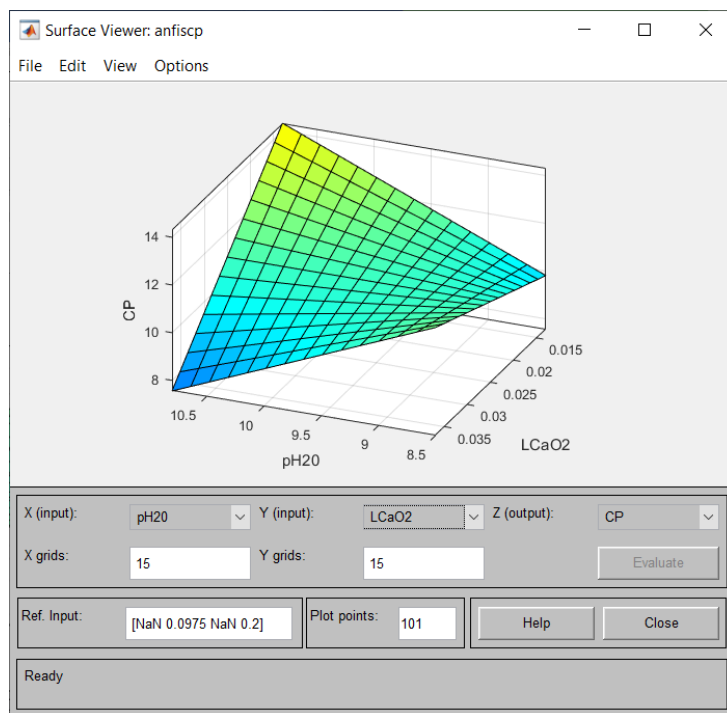 Surface Viewer: anfiscp
File Edit View Options
14
12
10
8
CP
10.5
10
9.5
9
8.5
pH20
0.015
0.02
0.025
0.03
0.035
LCaO2
X (input): pH20 Y (input): LCaO2 Z (output): CP
X grids: 15 Y grids: 15 Evaluate
Ref. Input: [NaN 0.0975 NaN 0.2] Plot points: 101 Help Close
Ready